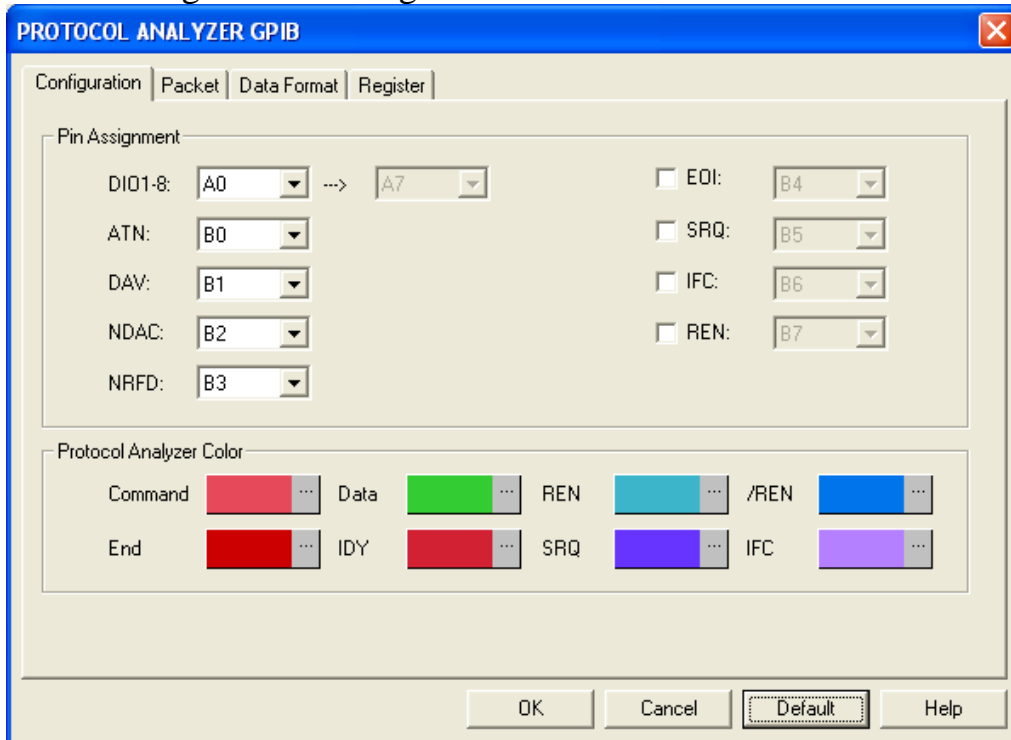 PROTOCOL ANALYZER GPIB
Configuration Packet Data Format Register
Pin Assignment
DIO1-8: A0 ---> A7 EOI: B4
ATN: B0 SRQ: B5
DAV: B1 IFC: B6
NDAC: B2 REN: B7
NRFD: B3
Protocol Analyzer Color
Command ... Data ... REN ... /REN ...
End ... IDY ... SRQ ... IFC ...
OK Cancel Default Help